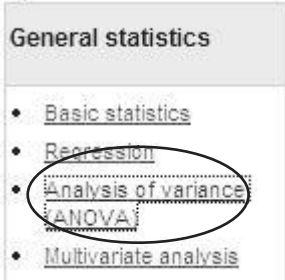 General statistics
• Basic statistics
• Regression
• Analysis of variance
(ANOVA)
• Multivariate analysis